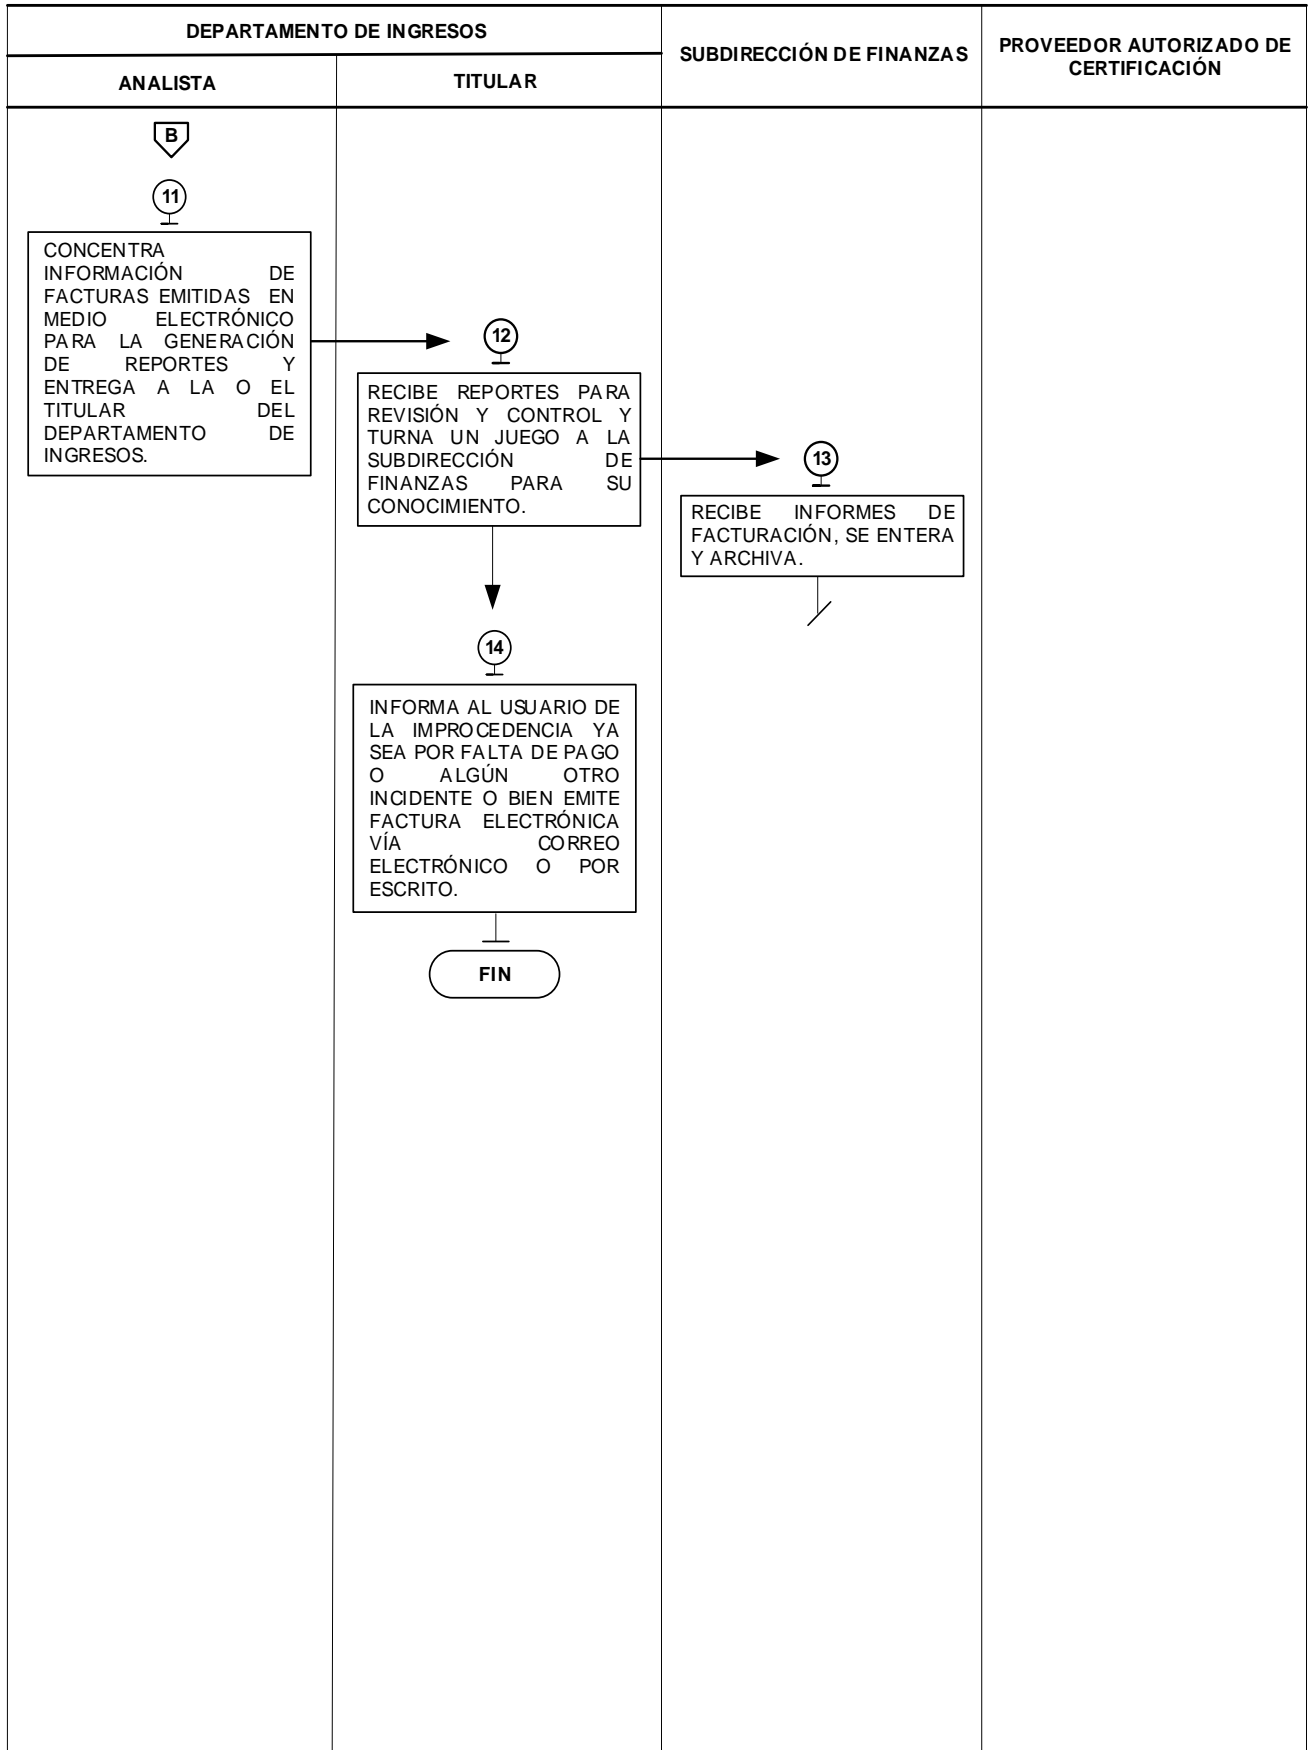 DEPARTAMENTO DE INGRESOS
SUBDIRECCIÓN DE FINANZAS
PROVEEDOR AUTORIZADO DE
CERTIFICACIÓN
ANALISTA
TITULAR
B
11
CONCENTRA
INFORMACIÓN DE
FACTURAS EMITIDAS EN
MEDIO ELECTRÓNICO
PARA LA GENERACIÓN
DE REPORTES Y
ENTREGA A LA O EL
TITULAR DEL
DEPARTAMENTO DE
INGRESOS.
12
RECIBE REPORTES PARA
REVISIÓN Y CONTROL Y
TURNA UN JUEGO A LA
SUBDIRECCIÓN DE
FINANZAS PARA SU
CONOCIMIENTO.
13
RECIBE INFORMES DE
FACTURACIÓN, SE ENTERA
Y ARCHIVA.
14
INFORMA AL USUARIO DE
LA IMPROCEDENCIA YA
SEA POR FALTA DE PAGO
O ALGÚN OTRO
INCIDENTE O BIEN EMITE
FACTURA ELECTRÓNICA
VÍA CORREO
ELECTRÓNICO O POR
ESCRITO.
FIN